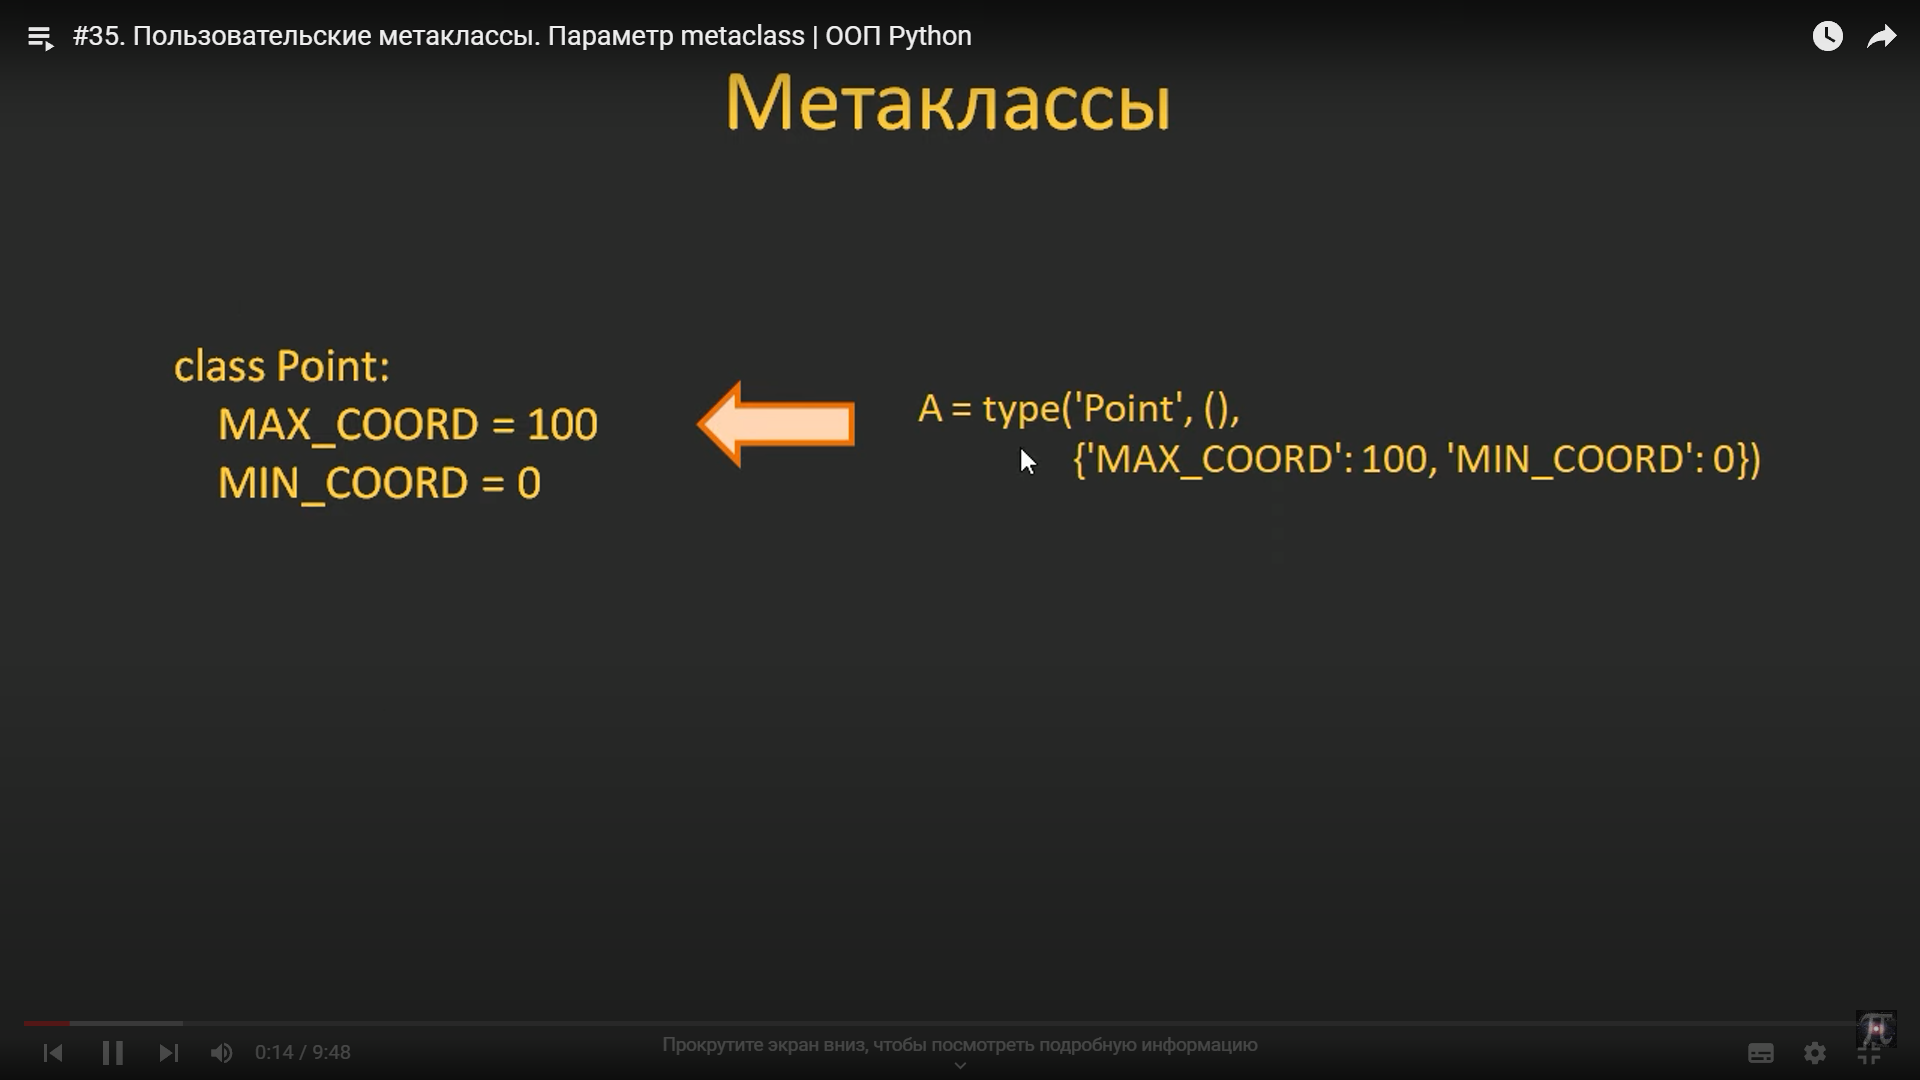 #35. Пользовательские метаклассы. Параметр metaclass | ООП Python
Метаклассы
class Point:
MAX_COORD = 100
MIN_COORD = 0
A = type('Point', (),
{'MAX_COORD': 100, 'MIN_COORD': 0})
0:14 / 9:48
Прокрутите экран вниз, чтобы посмотреть подробную информацию
π